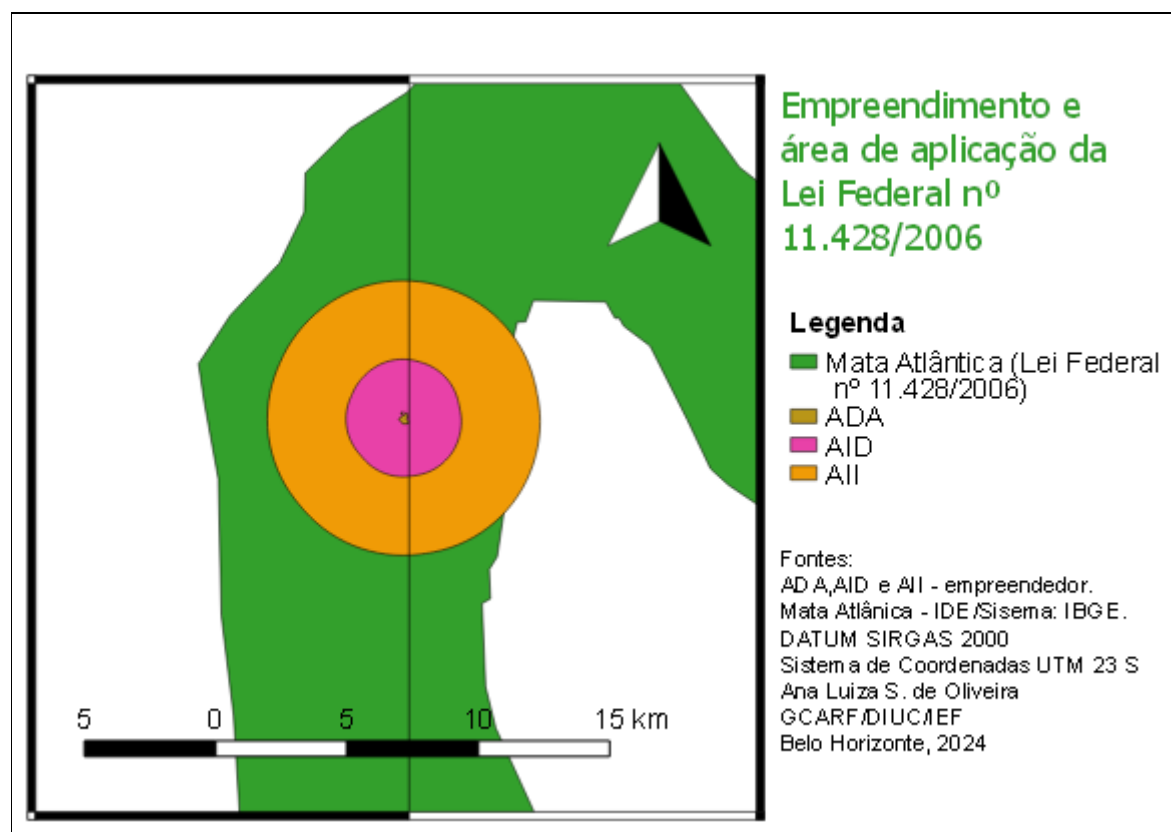 Empreendimento e
área de aplicação da
Lei Federal nº
11.428/2006
Legenda
Mata Atlântica (Lei Federal
nº 11.428/2006)
ADA
AID
AII
Fontes:
ADA,AID e AII - empreendedor.
Mata Atlânica - IDE/Sisema: IBGE.
DATUM SIRGAS 2000
Sistema de Coordenadas UTM 23 S
Ana Luiza S. de Oliveira
GCARF/DIUC/IEF
Belo Horizonte, 2024
5 0 5 10 15 km